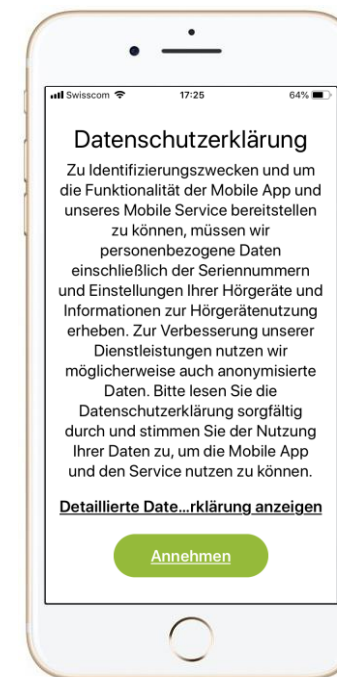 Swisscom 17:25 64%
Datenschutzerklärung
Zu Identifizierungszwecken und um
die Funktionalität der Mobile App und
unseres Mobile Service bereitstellen
zu können, müssen wir
personenbezogene Daten
einschließlich der Seriennummern
und Einstellungen Ihrer Hörgeräte und
Informationen zur Hörgerätenutzung
erheben. Zur Verbesserung unserer
Dienstleistungen nutzen wir
möglicherweise auch anonymisierte
Daten. Bitte lesen Sie die
Datenschutzerklärung sorgfältig
durch und stimmen Sie der Nutzung
Ihrer Daten zu, um die Mobile App
und den Service nutzen zu können.
Detaillierte Date...rklärung anzeigen
Annehmen